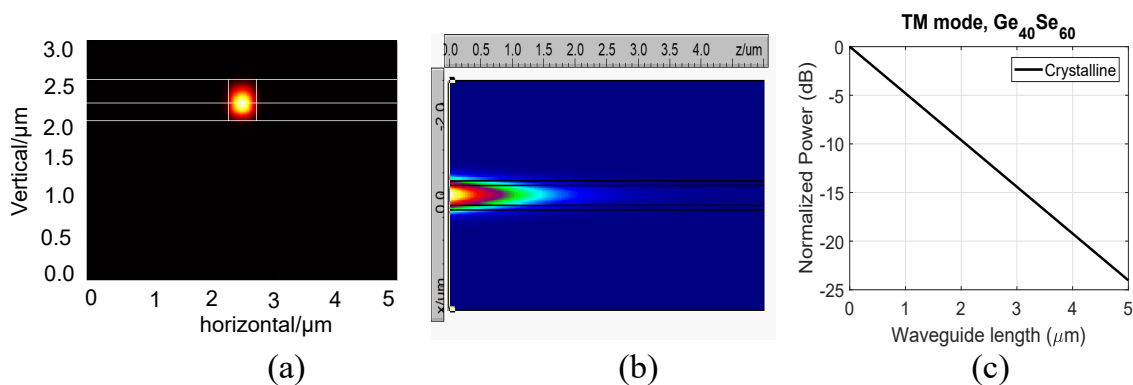 3.0
2.5
2.0
1.5
1.0
0.5
0.0
Vertical/µm
0 1 2 3 4 5
horizontal/µm
(a)
0.0 0.5 1.0 1.5 2.0 2.5 3.0 3.5 4.0 z/um
-2.0
0.0
x/um
(b)
TM mode, Ge40Se60
Crystalline
0
-5
-10
-15
-20
-25
Normalized Power (dB)
0 1 2 3 4 5
Waveguide length (µm)
(c)